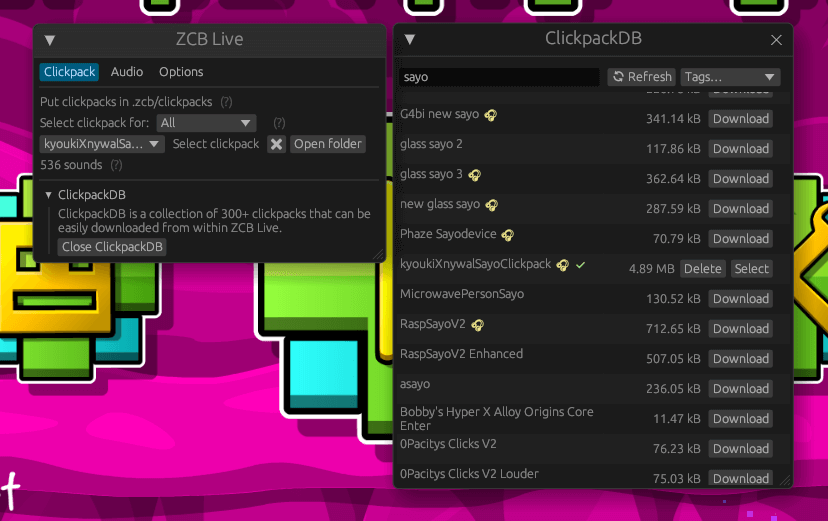 ZCB Live
Clickpack Audio Options
Put clickpacks in .zcb/clickpacks (?)
Select clickpack for: All (?)
kyoukiXnywalSa... Select clickpack Open folder
536 sounds (?)
ClickpackDB
ClickpackDB is a collection of 300+ clickpacks that can be
easily downloaded from within ZCB Live.
Close ClickpackDB
ClickpackDB
sayo Refresh Tags...
G4bi new sayo 341.14 kB Download
glass sayo 2 117.86 kB Download
glass sayo 3 362.64 kB Download
new glass sayo 287.59 kB Download
Phaze Sayodevice 70.79 kB Download
kyoukiXnywalSayoClickpack 4.89 MB Delete Select
MicrowavePersonSayo 130.52 kB Download
RaspSayoV2 712.65 kB Download
RaspSayoV2 Enhanced 507.05 kB Download
asayo 236.05 kB Download
Bobby's Hyper X Alloy Origins Core
Enter 11.47 kB Download
0Pacitys Clicks V2 76.23 kB Download
0Pacitys Clicks V2 Louder 75.03 kB Download